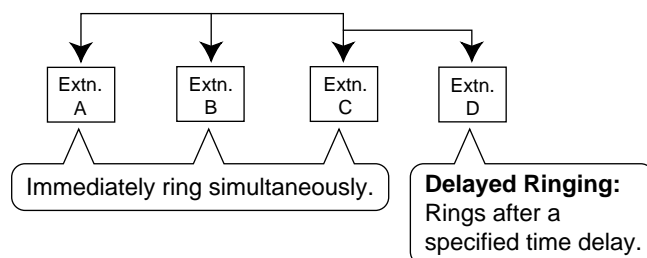 Extn.
A
Extn.
B
Extn.
C
Extn.
D
Immediately ring simultaneously.
Delayed Ringing:
Rings after a
specified time delay.